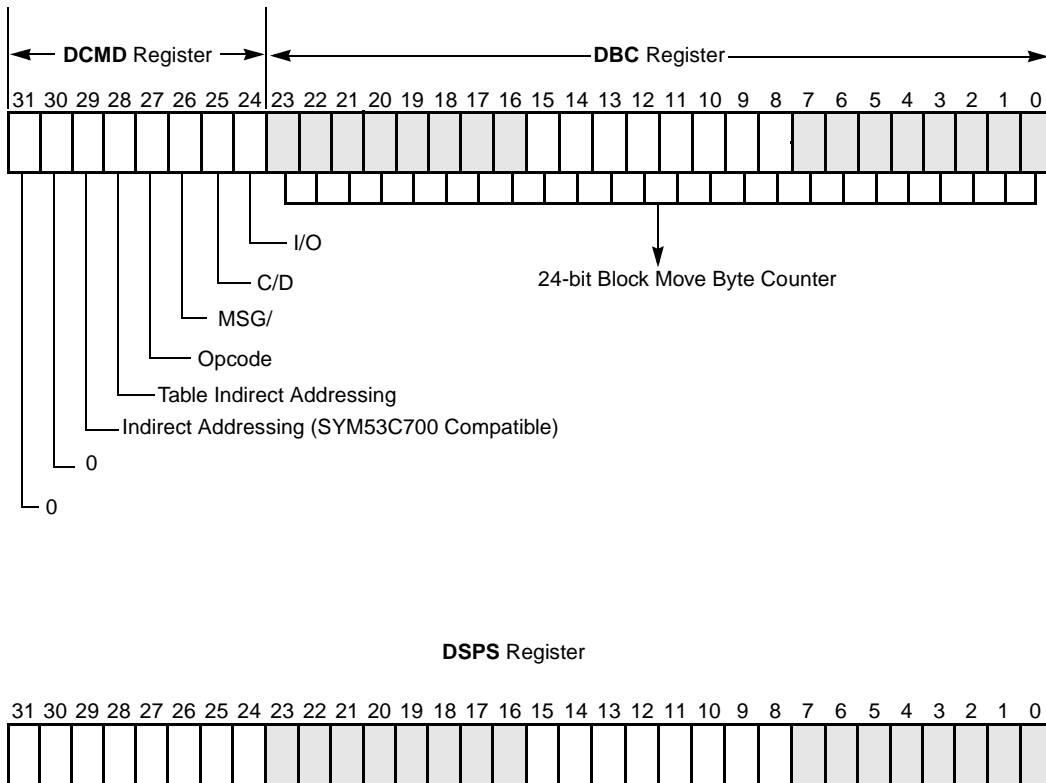 DCMD Register
DBC Register
31 30 29 28 27 26 25 24 23 22 21 20 19 18 17 16 15 14 13 12 11 10 9 8 7 6 5 4 3 2 1 0
I/O
C/D
24-bit Block Move Byte Counter
MSG/
Opcode
Table Indirect Addressing
Indirect Addressing (SYM53C700 Compatible)
0
0
DSPS Register
31 30 29 28 27 26 25 24 23 22 21 20 19 18 17 16 15 14 13 12 11 10 9 8 7 6 5 4 3 2 1 0